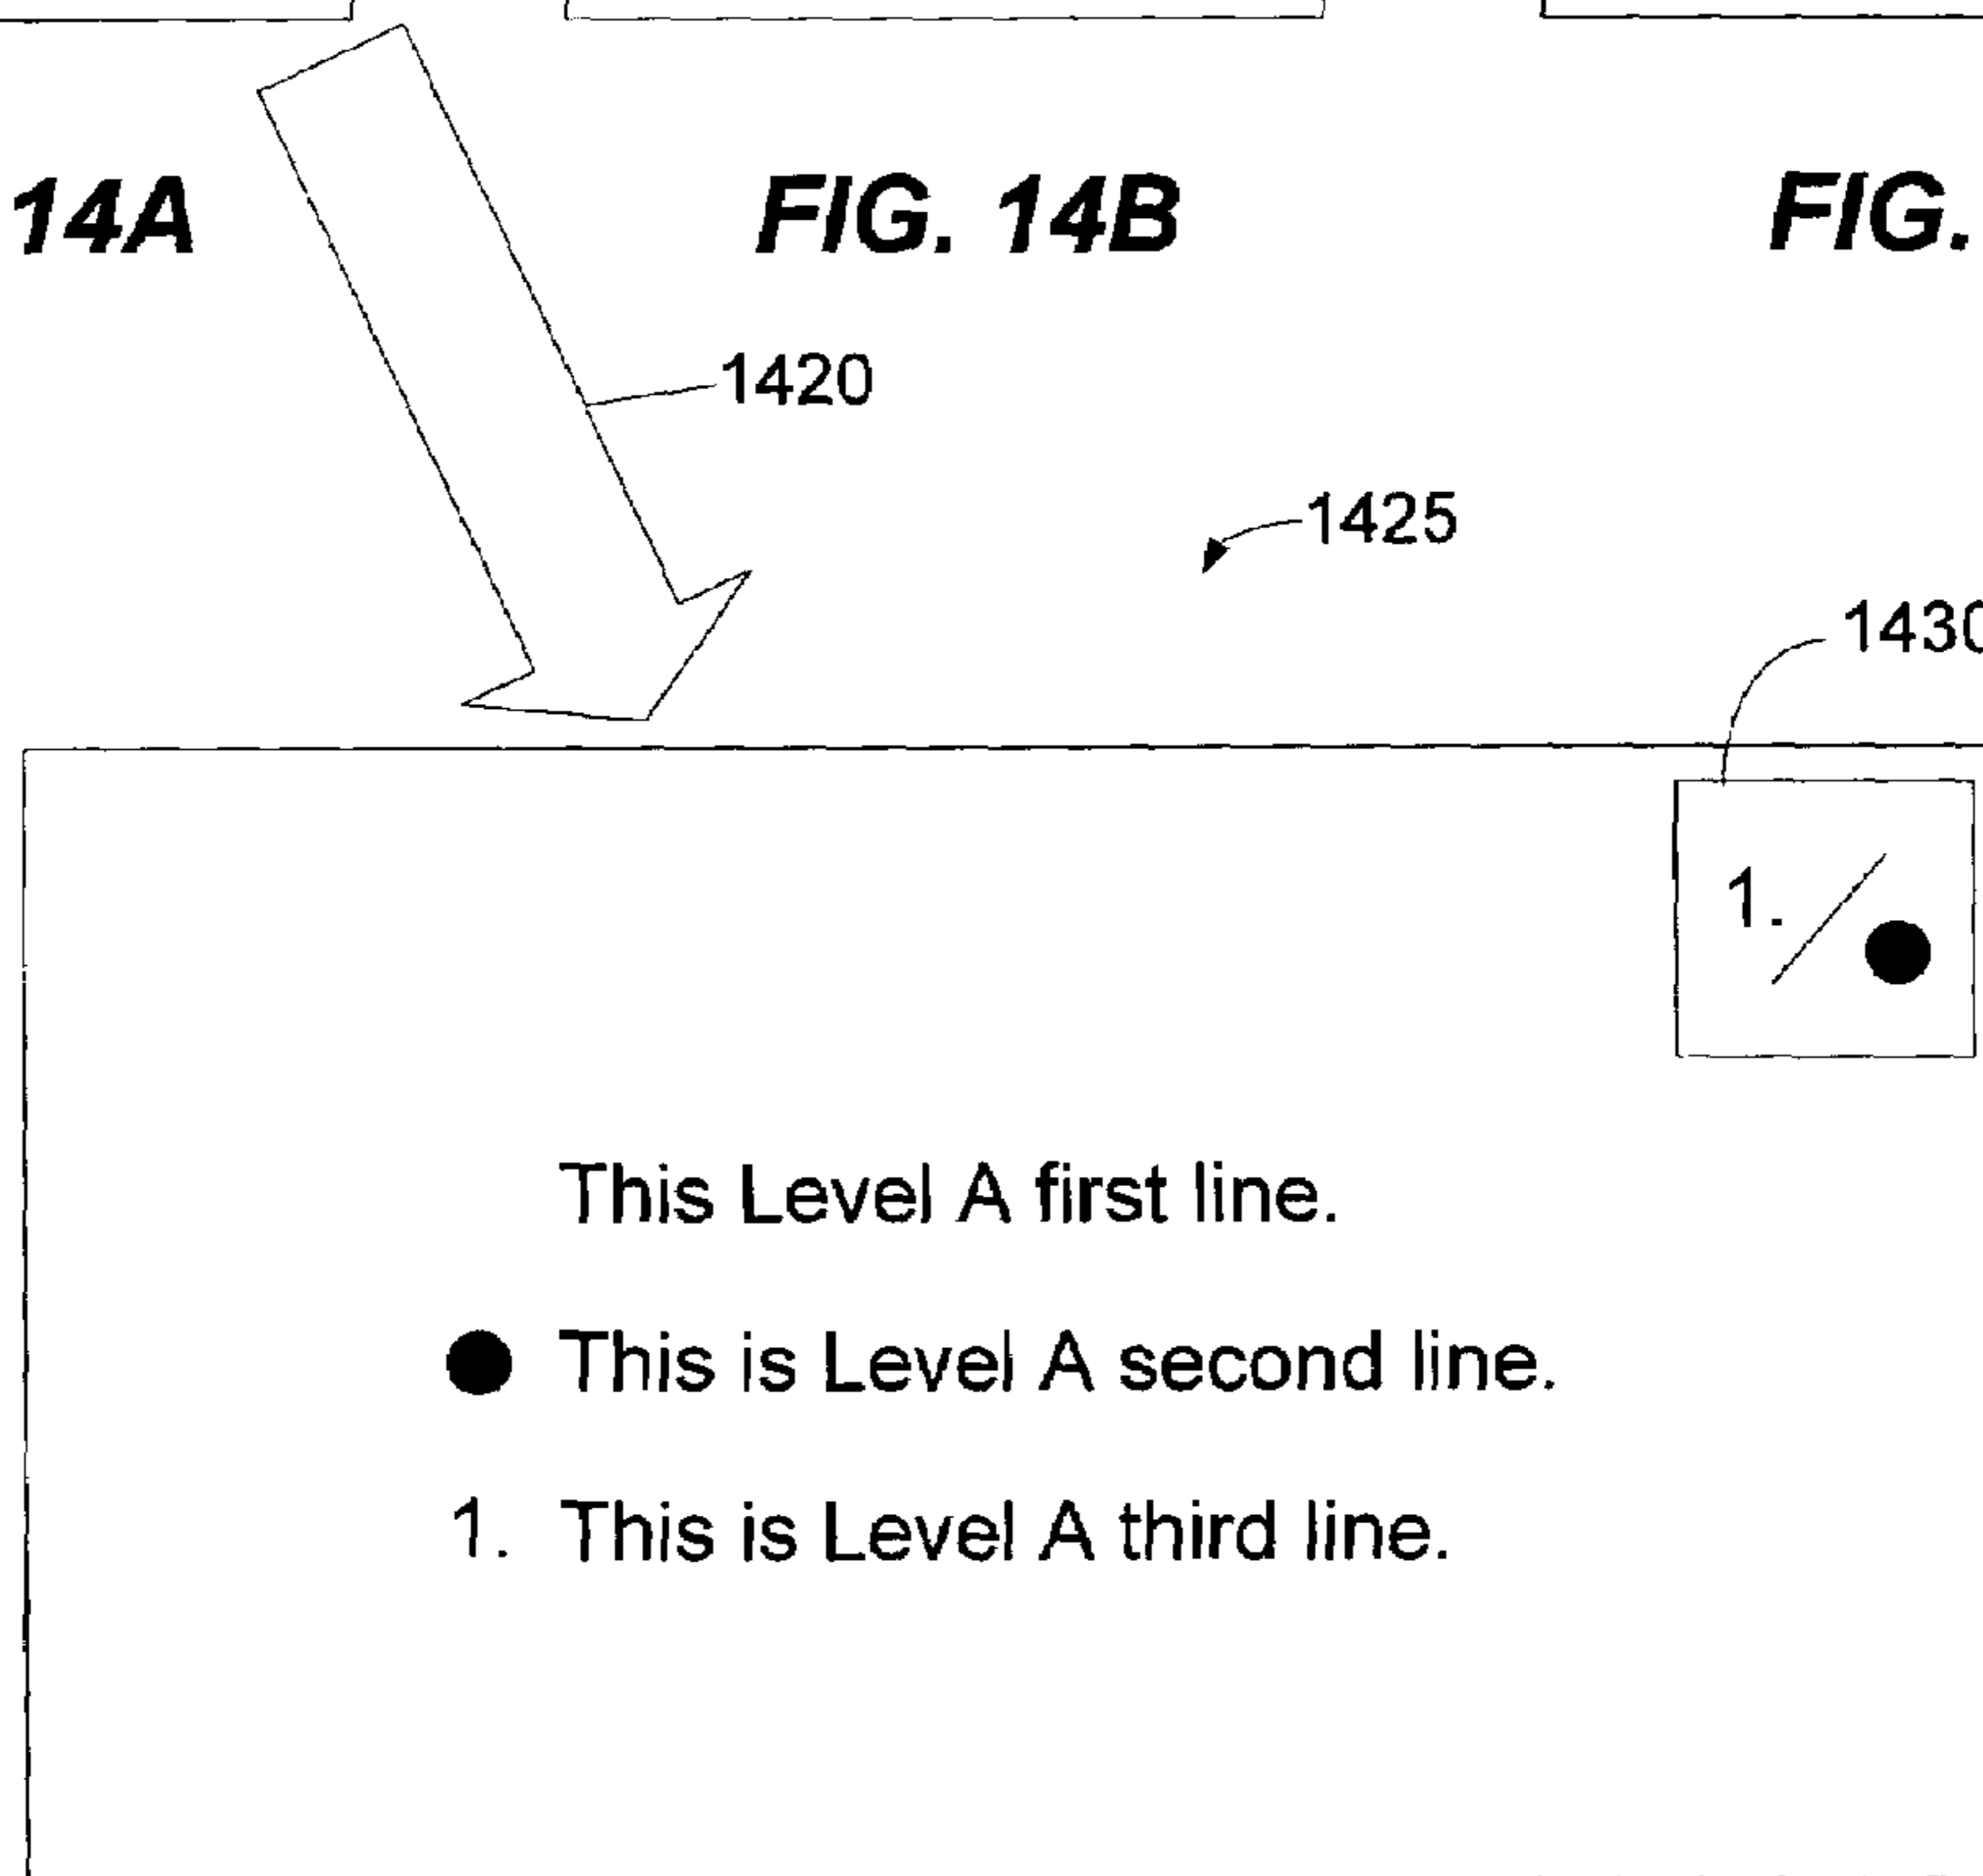 14A FIG. 14B FIG.
1420
1425
1430
1.
This Level A first line.
● This is Level A second line.
1. This is Level A third line.